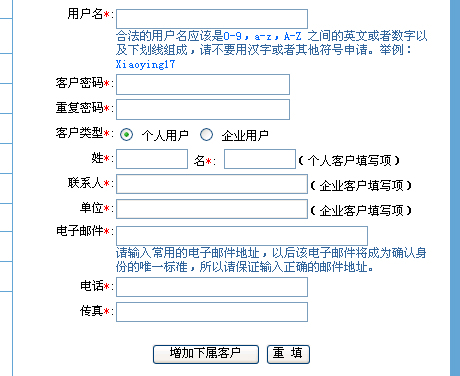 用户名*:
合法的用户名应该是0-9，a-z，A-Z 之间的英文或者数字以
及下划线组成，请不要用汉字或者其他符号申请。举例：
Xiaoying17
客户密码*:
重复密码*:
客户类型*: 个人用户 企业用户
姓*: 名*: （个人客户填写项）
联系人*: （企业客户填写项）
单位*: （企业客户填写项）
电子邮件*:
请输入常用的电子邮件地址，以后该电子邮件将成为确认身
份的唯一标准，所以请保证输入正确的邮件地址。
电话*:
传真*:
增加下属客户 重 填